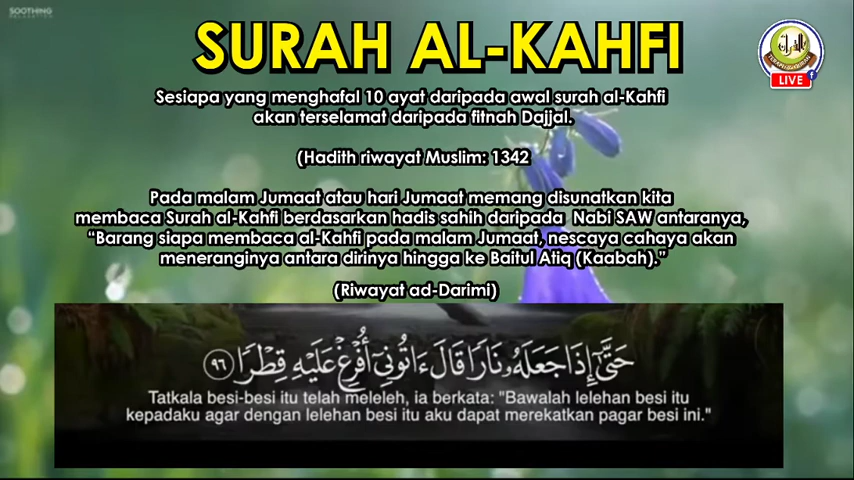 SOOTHING
RELAXATION
SURAH AL-KAHFI
LIVE
Sesiapa yang menghafal 10 ayat daripada awal surah al-Kahfi
akan terselamat daripada fitnah Dajjal.
(Hadith riwayat Muslim: 1342
Pada malam Jumaat atau hari Jumaat memang disunatkan kita
membaca Surah al-Kahfi berdasarkan hadis sahih daripada Nabi SAW antaranya,
“Barang siapa membaca al-Kahfi pada malam Jumaat, nescaya cahaya akan
meneranginya antara dirinya hingga ke Baitul Atiq (Kaabah).”
(Riwayat ad-Darimi)
حَتَّىٰٓ إِذَا جَعَلَهُۥ نَارًا قَالَ ءَاتُونِىٓ أُفْرِغْ عَلَيْهِ قِطْرًا ٩٦
Tatkala besi-besi itu telah meleleh, ia berkata: "Bawalah lelehan besi itu
kepadaku agar dengan lelehan besi itu aku dapat merekatkan pagar besi ini."